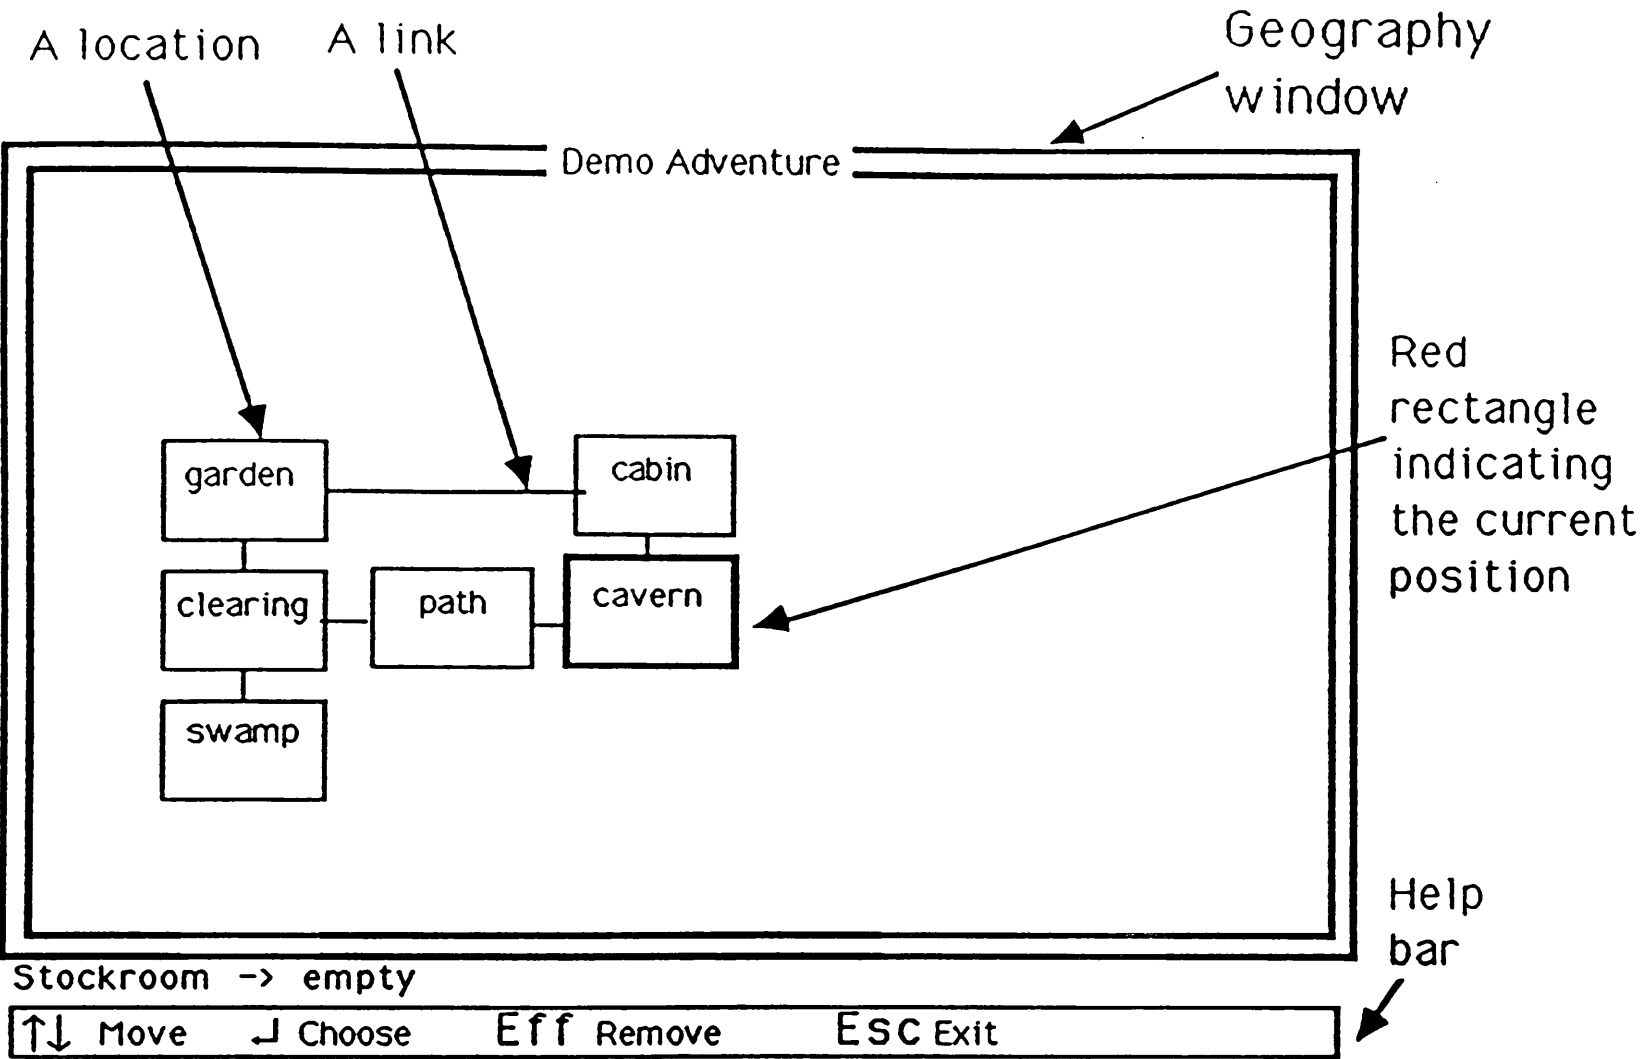 A location
A link
Geography
window
Demo Adventure
Red
rectangle
indicating
the current
position
garden
cabin
clearing
path
cavern
swamp
Help
bar
Stockroom -> empty
↑↓ Move ↵ Choose Eff Remove ESC Exit